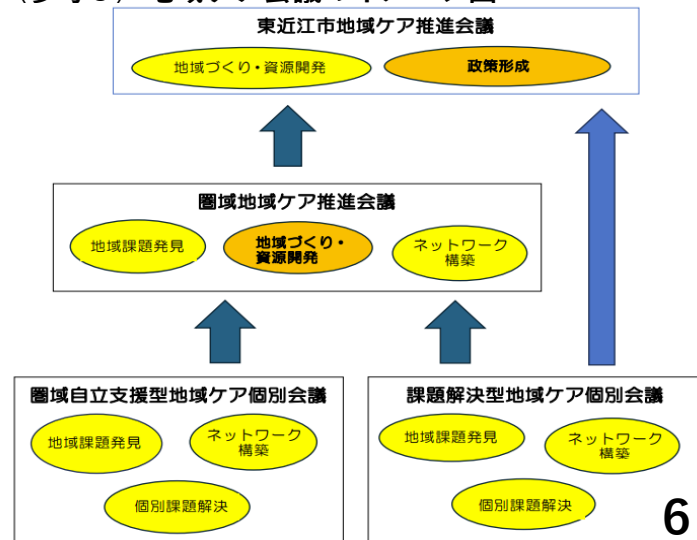 東近江市地域ケア推進会議
地域づくり・資源開発
政策形成
圏域地域ケア推進会議
地域課題発見
地域づくり・
資源開発
ネットワーク
構築
圏域自立支援型地域ケア個別会議
地域課題発見
ネットワーク
構築
個別課題解決
課題解決型地域ケア個別会議
地域課題発見
ネットワーク
構築
個別課題解決
6